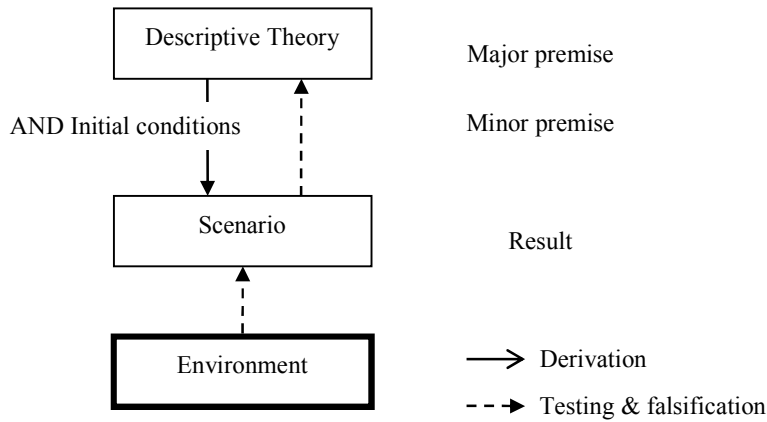 Descriptive Theory
Major premise
AND Initial conditions
Minor premise
Scenario
Result
Environment
Derivation
Testing & falsification